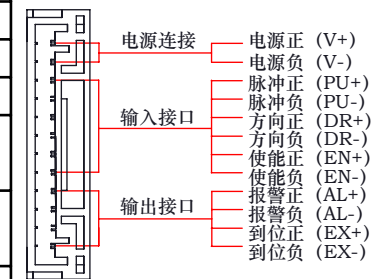 电源连接
电源正 (V+)
电源负 (V-)
输入接口
脉冲正 (PU+)
脉冲负 (PU-)
方向正 (DR+)
方向负 (DR-)
使能正 (EN+)
使能负 (EN-)
输出接口
报警正 (AL+)
报警负 (AL-)
到位正 (EX+)
到位负 (EX-)